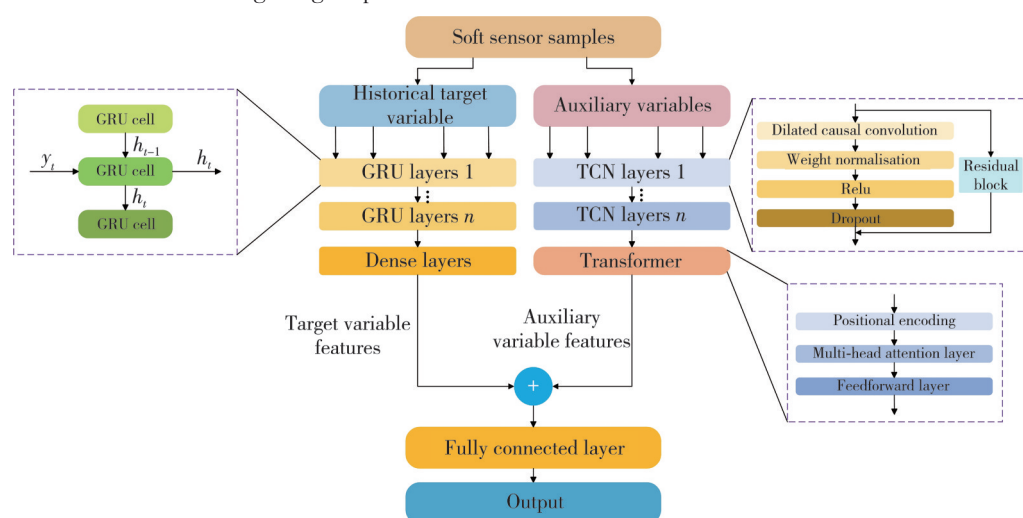 Soft sensor samples
Historical target
variable
Auxiliary variables
GRU cell
h_{t-1}
y_t
GRU cell
h_t
h_t
GRU cell
GRU layers 1
GRU layers n
Dense layers
TCN layers 1
TCN layers n
Transformer
Dilated causal convolution
Weight normalisation
Relu
Dropout
Residual
block
Positional encoding
Multi-head attention layer
Feedforward layer
Target variable
features
Auxiliary
variable features
+
Fully connected layer
Output